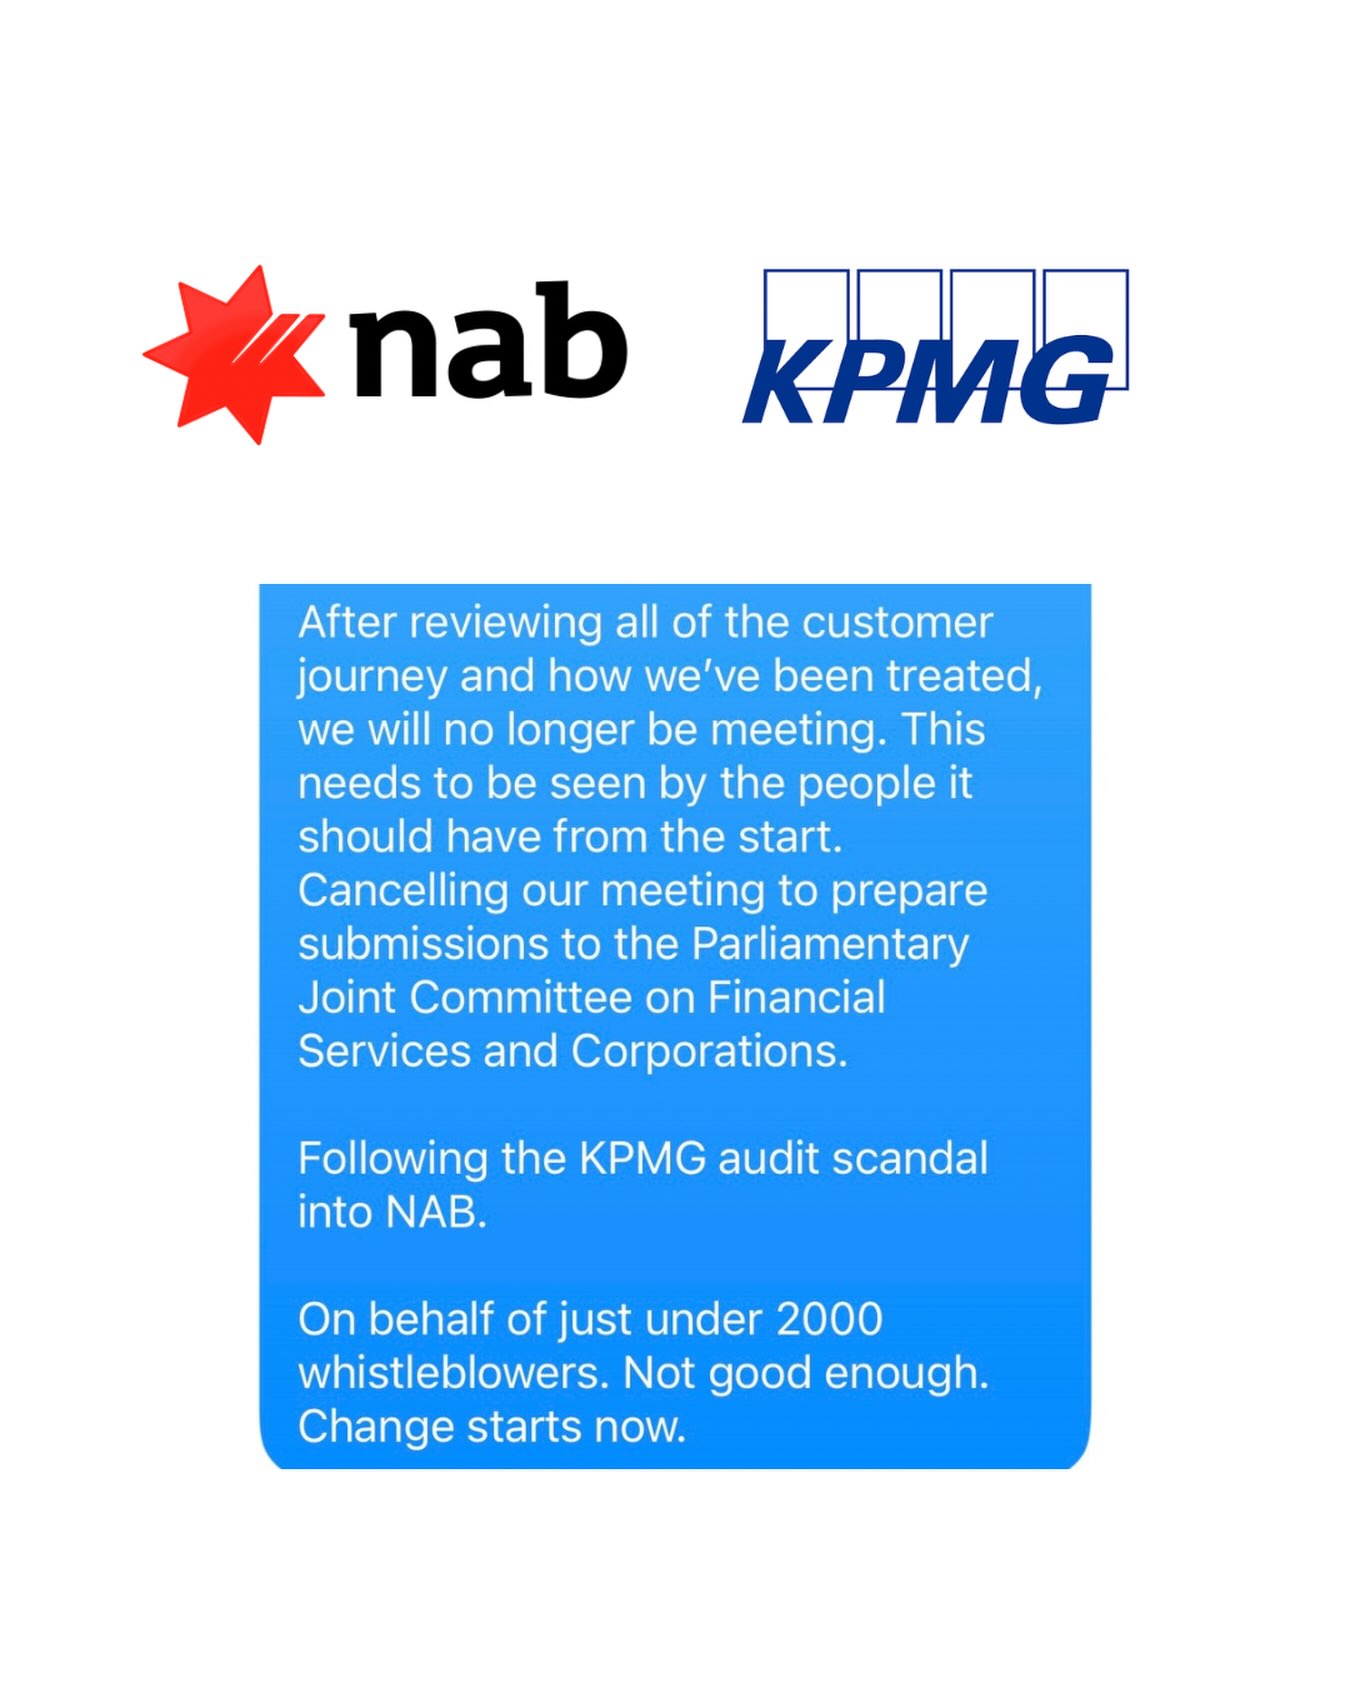 nab
KPMG
After reviewing all of the customer
journey and how we’ve been treated,
we will no longer be meeting. This
needs to be seen by the people it
should have from the start.
Cancelling our meeting to prepare
submissions to the Parliamentary
Joint Committee on Financial
Services and Corporations.
Following the KPMG audit scandal
into NAB.
On behalf of just under 2000
whistleblowers. Not good enough.
Change starts now.